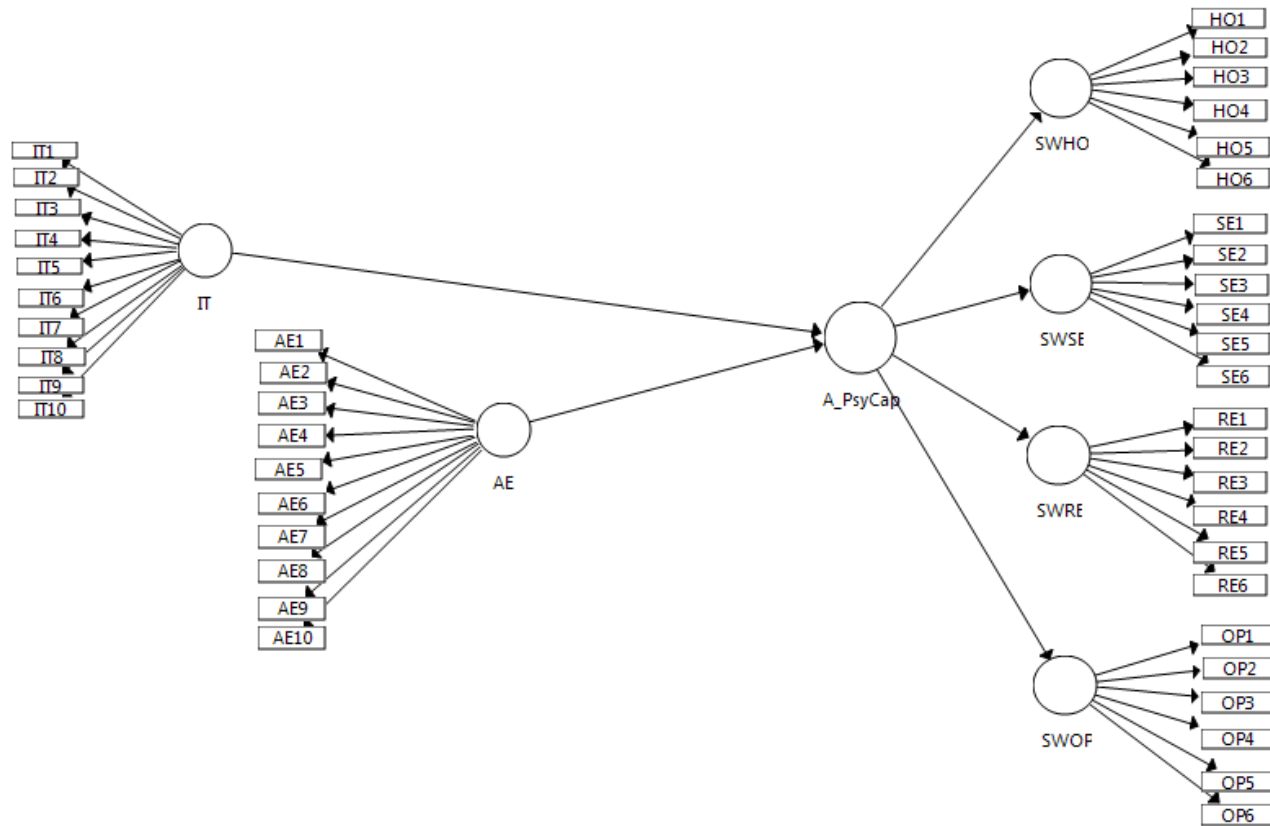 IT1
IT2
IT3
IT4
IT5
IT6
IT7
IT8
IT9
IT10
IT
AE1
AE2
AE3
AE4
AE5
AE6
AE7
AE8
AE9
AE10
AE
A_PsyCap
SWHO
HO1
HO2
HO3
HO4
HO5
HO6
SWSE
SE1
SE2
SE3
SE4
SE5
SE6
SWRE
RE1
RE2
RE3
RE4
RE5
RE6
SWOF
OP1
OP2
OP3
OP4
OP5
OP6